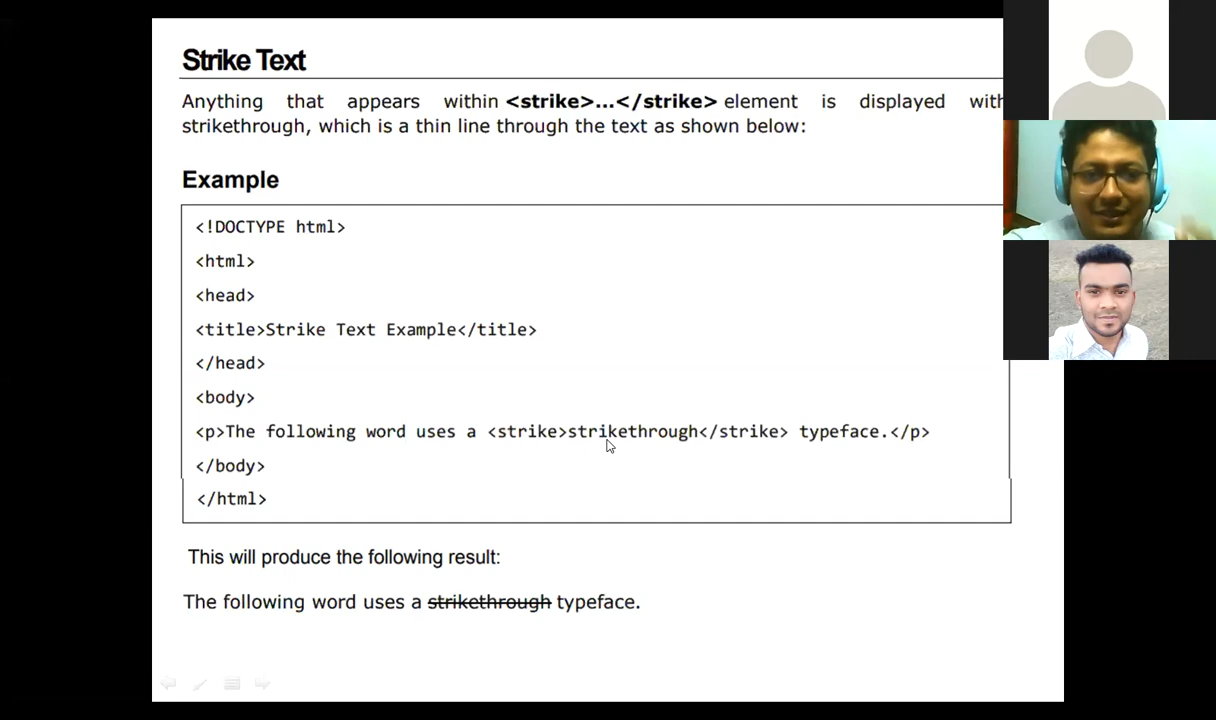 Strike Text
Anything that appears within <strike>...</strike> element is displayed with
strikethrough, which is a thin line through the text as shown below:
Example
<!DOCTYPE html>
<html>
<head>
<title>Strike Text Example</title>
</head>
<body>
<p>The following word uses a <strike>strikethrough</strike> typeface.</p>
</body>
</html>
This will produce the following result:
The following word uses a strikethrough typeface.